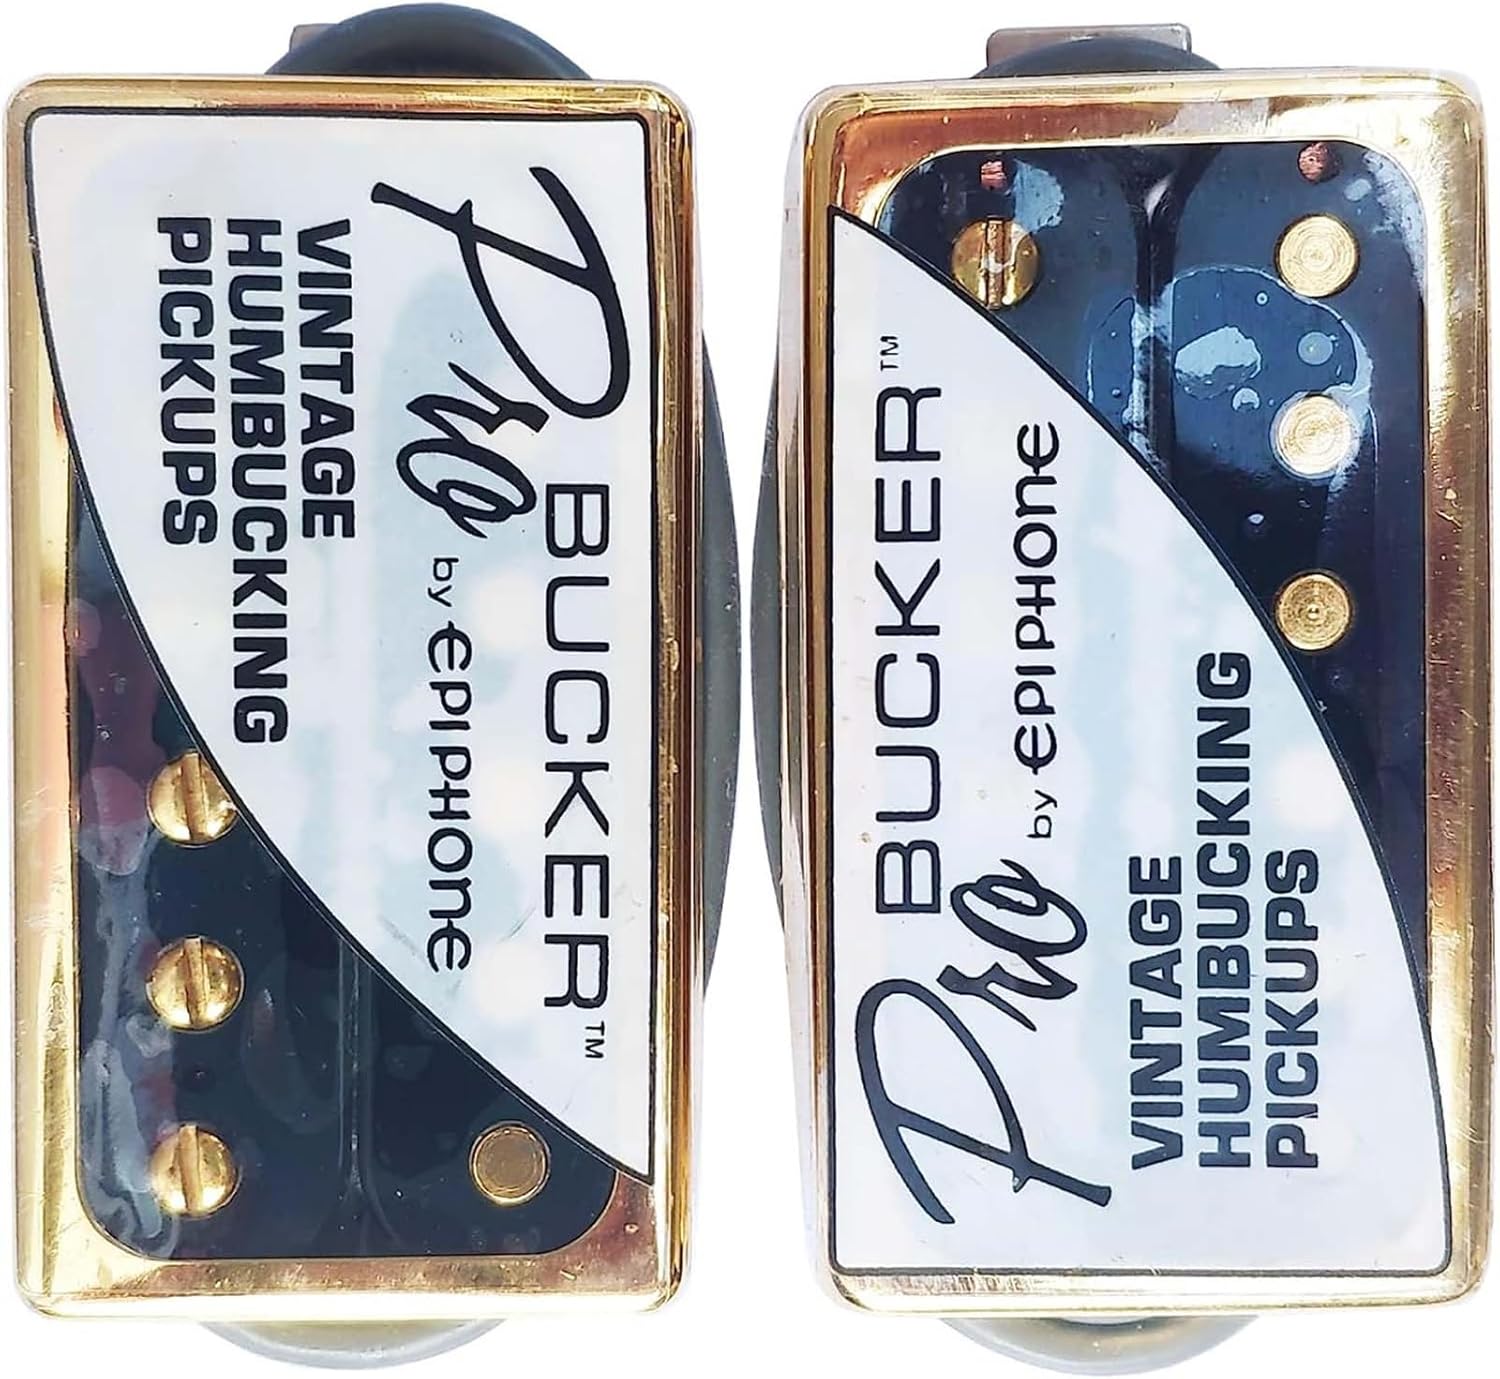 Pro BUCKER™
by EPIPHONE
VINTAGE
HUMBUCKING
PICKUPS
Pro BUCKER™
by EPIPHONE
VINTAGE
HUMBUCKING
PICKUPS